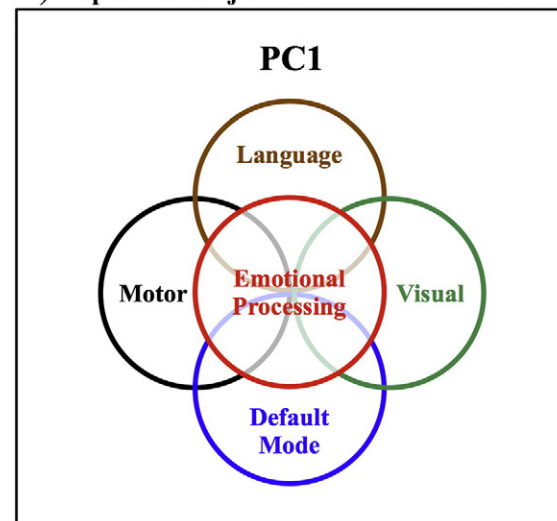 PC1
Language
Motor
Emotional
Processing
Visual
Default
Mode